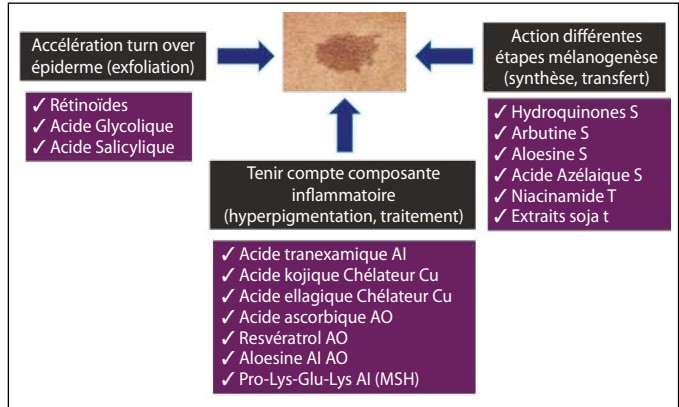 Accélération turn over
épiderme (exfoliation)
✓ Rétinoïdes
✓ Acide Glycolique
✓ Acide Salicylique
Action différentes
étapes mélanogenèse
(synthèse, transfert)
✓ Hydroquinones S
✓ Arbutine S
✓ Aloesine S
✓ Acide Azélaique S
✓ Niacinamide T
✓ Extraits soja t
Tenir compte composante
inflammatoire
(hyperpigmentation, traitement)
✓ Acide tranexamique AI
✓ Acide kojique Chélateur Cu
✓ Acide ellagique Chélateur Cu
✓ Acide ascorbique AO
✓ Resvératrol AO
✓ Aloesine AI AO
✓ Pro-Lys-Glu-Lys AI (MSH)